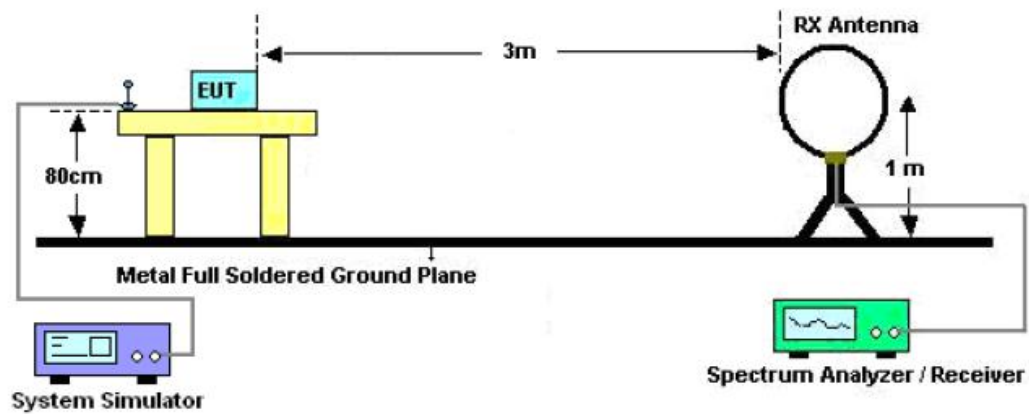 RX Antenna
3m
EUT
80cm
1 m
Metal Full Soldered Ground Plane
System Simulator
Spectrum Analyzer / Receiver